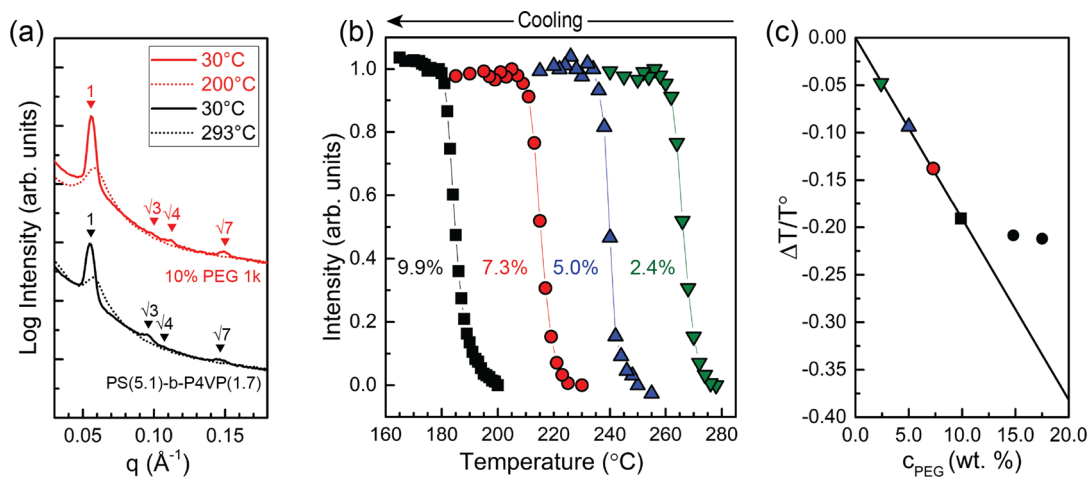 (a)
30°C
200°C
30°C
293°C
1
√3
√4
√7
10% PEG 1k
1
√3
√4
√7
PS(5.1)-b-P4VP(1.7)
Log Intensity (arb. units)
0.05 0.10 0.15
q (Å⁻¹)
(b)
Cooling
1.0
0.8
0.6
0.4
0.2
0.0
Intensity (arb. units)
9.9% 7.3% 5.0% 2.4%
160 180 200 220 240 260 280
Temperature (°C)
(c)
0.00
-0.05
-0.10
-0.15
-0.20
-0.25
-0.30
-0.35
-0.40
ΔT/T°
0.0 5.0 10.0 15.0 20.0
c_PEG (wt. %)